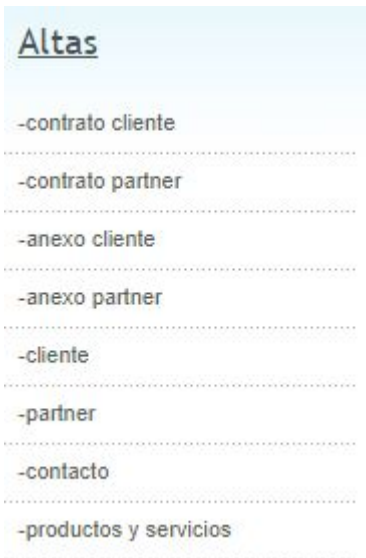 Altas
-contrato cliente
-contrato partner
-anexo cliente
-anexo partner
-cliente
-partner
-contacto
-productos y servicios